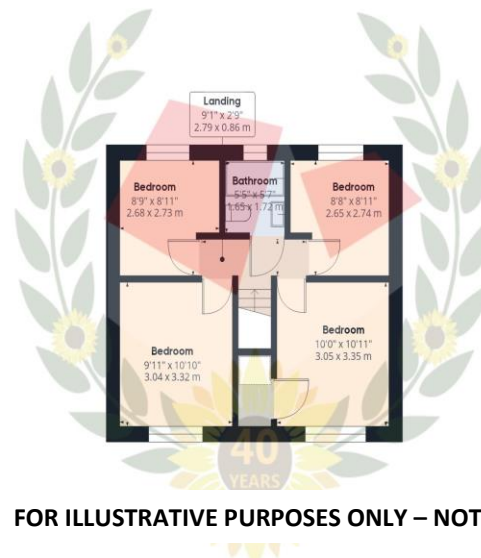 Landing
9'1" x 2'9"
2.79 x 0.86 m
Bedroom
8'9" x 8'11"
2.68 x 2.73 m
Bathroom
5'5" x 5'7"
1.65 x 1.72 m
Bedroom
8'8" x 8'11"
2.65 x 2.74 m
Bedroom
9'11" x 10'10"
3.04 x 3.32 m
Bedroom
10'0" x 10'11"
3.05 x 3.35 m
40
YEARS
FOR ILLUSTRATIVE PURPOSES ONLY – NOT